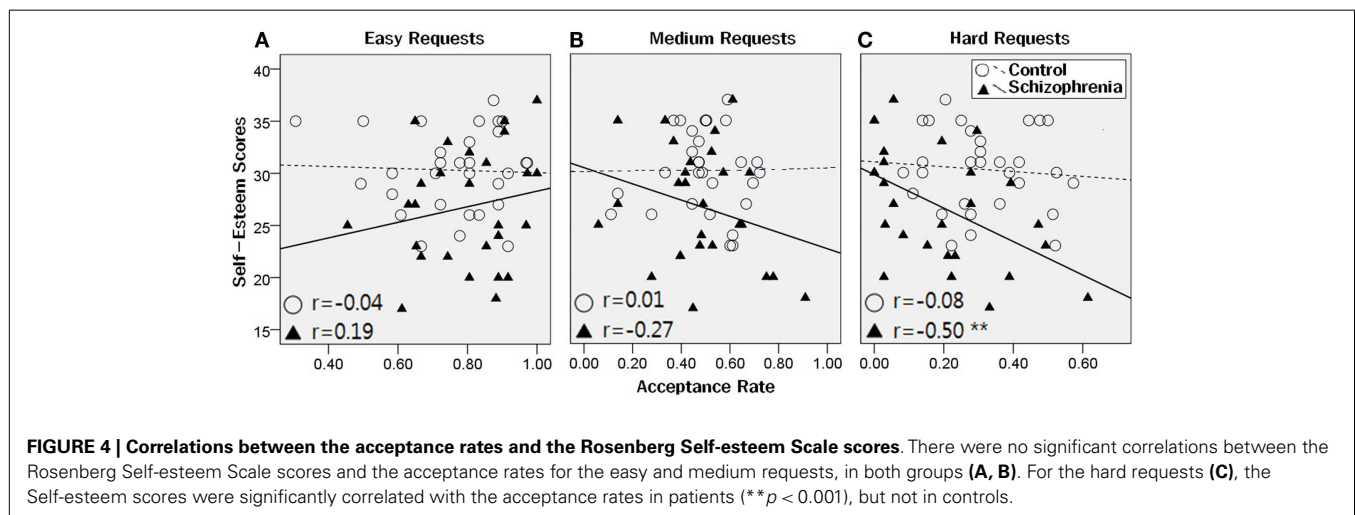 A Easy Requests
B Medium Requests
C Hard Requests
Control
Schizophrenia
Self-Esteem Scores
40
35
30
25
20
15
r=-0.04
r=0.19
r=0.01
r=-0.27
r=-0.08
r=-0.50 **
0.40 0.60 0.80 1.00
0.00 0.20 0.40 0.60 0.80 1.00
0.00 0.20 0.40 0.60
Acceptance Rate
FIGURE 4 | Correlations between the acceptance rates and the Rosenberg Self-esteem Scale scores. There were no significant correlations between the
Rosenberg Self-esteem Scale scores and the acceptance rates for the easy and medium requests, in both groups (A, B). For the hard requests (C), the
Self-esteem scores were significantly correlated with the acceptance rates in patients (**p < 0.001), but not in controls.